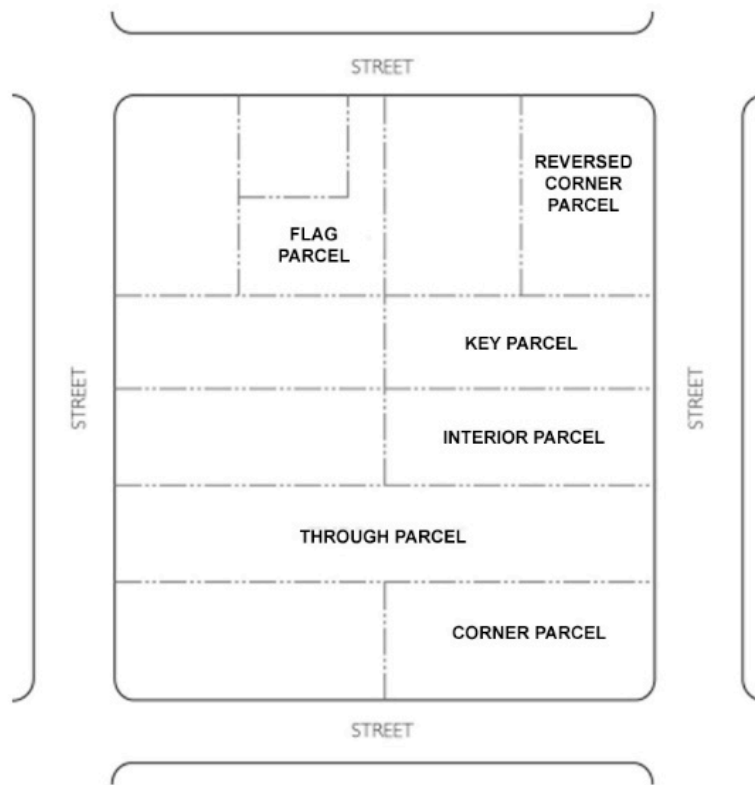 STREET
REVERSED
CORNER
PARCEL
FLAG
PARCEL
KEY PARCEL
STREET
STREET
INTERIOR PARCEL
THROUGH PARCEL
CORNER PARCEL
STREET